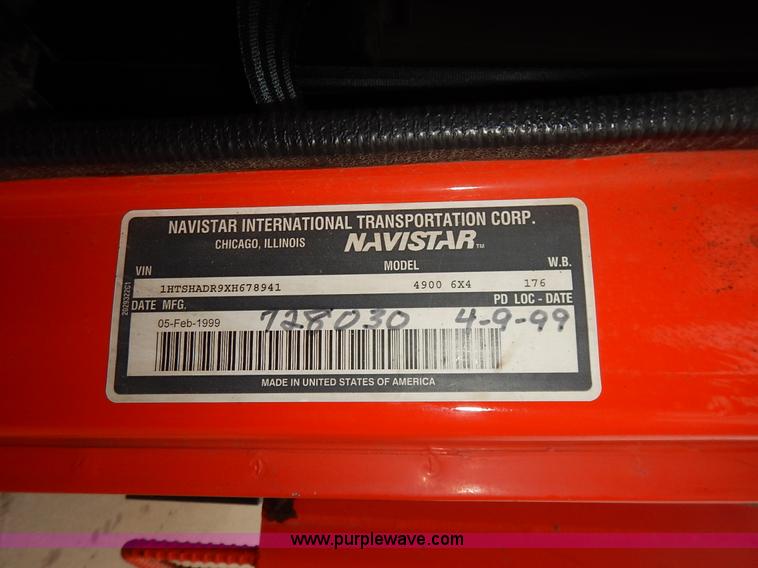 NAVISTAR INTERNATIONAL TRANSPORTATION CORP.
CHICAGO, ILLINOIS NAVISTAR TM
VIN MODEL W.B.
1HTSHADR9XH678941 4900 6X4 176
DATE MFG. PD LOC - DATE
05-Feb-1999 728030 4-9-99
MADE IN UNITED STATES OF AMERICA
www.purplewave.com